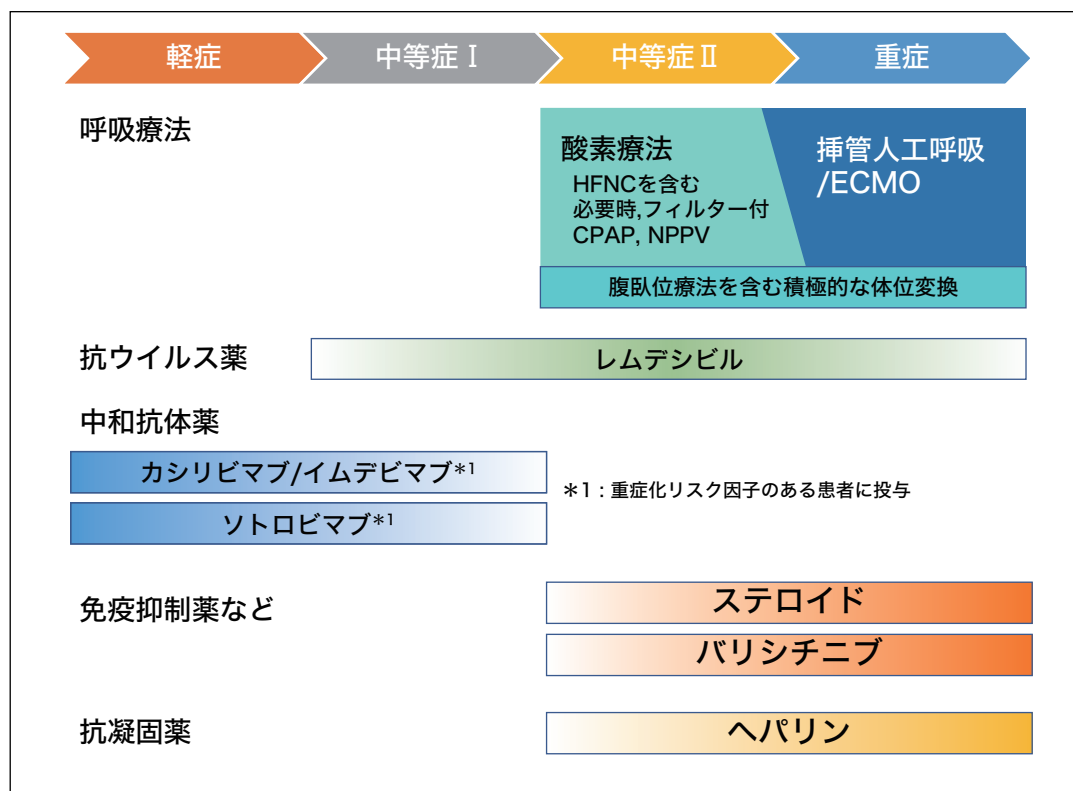 軽症
中等症Ⅰ
中等症Ⅱ
重症
呼吸療法
酸素療法
HFNCを含む
必要時,フィルター付
CPAP, NPPV
挿管人工呼吸
/ECMO
腹臥位療法を含む積極的な体位変換
抗ウイルス薬
レムデシビル
中和抗体薬
カシリビマブ/イムデビマブ*1
ソトロビマブ*1
*1：重症化リスク因子のある患者に投与
免疫抑制薬など
ステロイド
バリシチニブ
抗凝固薬
ヘパリン